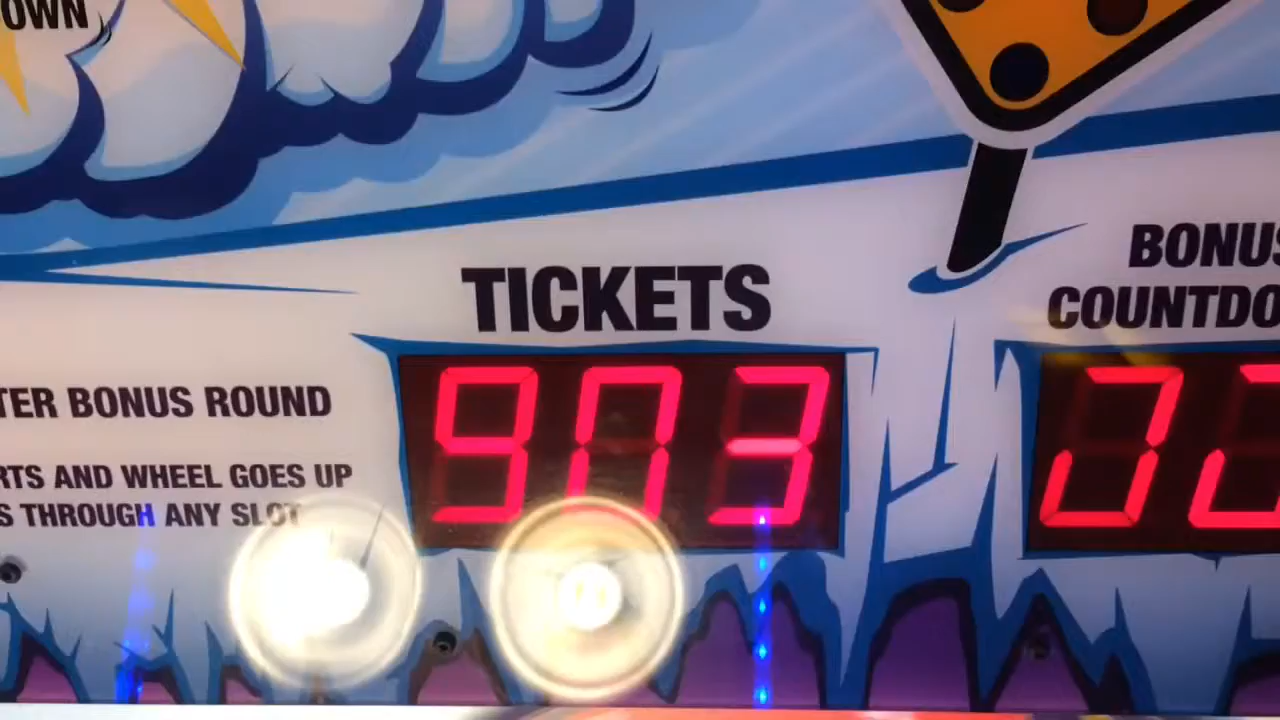 OWN
TICKETS
BONUS
COUNTDO
TER BONUS ROUND
903
RTS AND WHEEL GOES UP
S THROUGH ANY SLOT